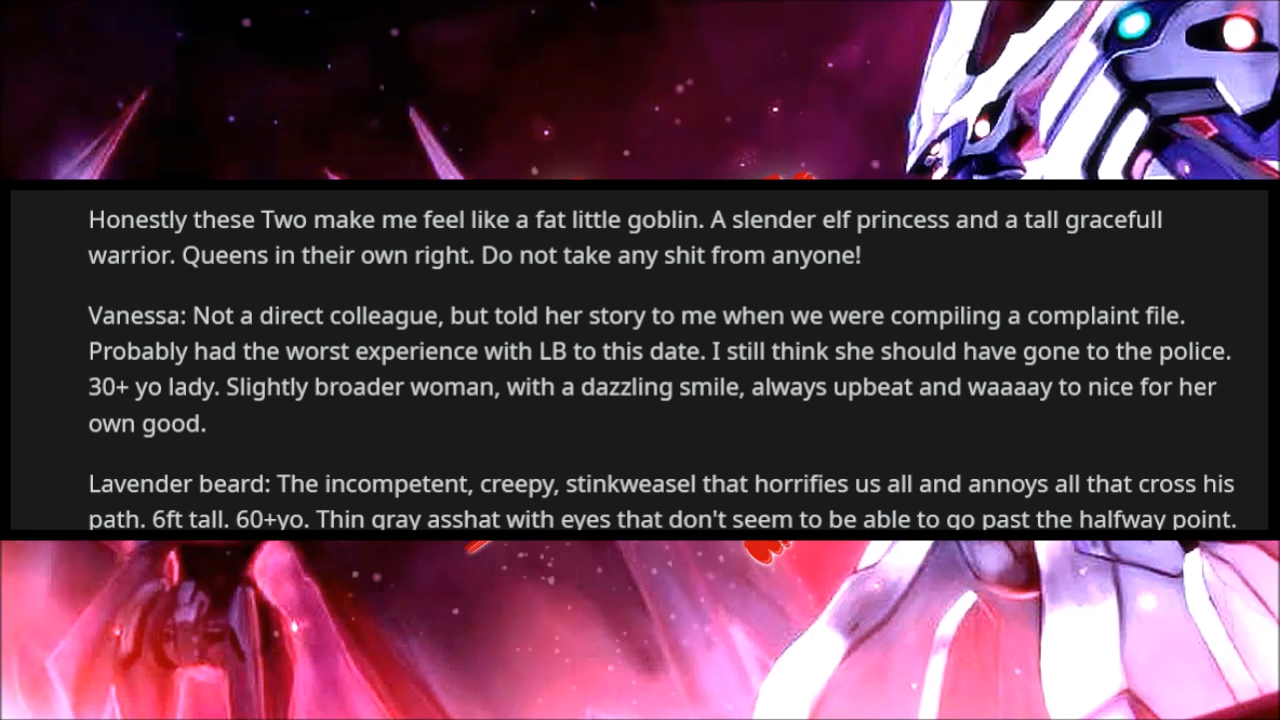 Honestly these Two make me feel like a fat little goblin. A slender elf princess and a tall gracefull
warrior. Queens in their own right. Do not take any shit from anyone!
Vanessa: Not a direct colleague, but told her story to me when we were compiling a complaint file.
Probably had the worst experience with LB to this date. I still think she should have gone to the police.
30+ yo lady. Slightly broader woman, with a dazzling smile, always upbeat and waaaay to nice for her
own good.
Lavender beard: The incompetent, creepy, stinkweasel that horrifies us all and annoys all that cross his
path. 6ft tall. 60+yo. Thin gray asshat with eyes that don't seem to be able to go past the halfway point.